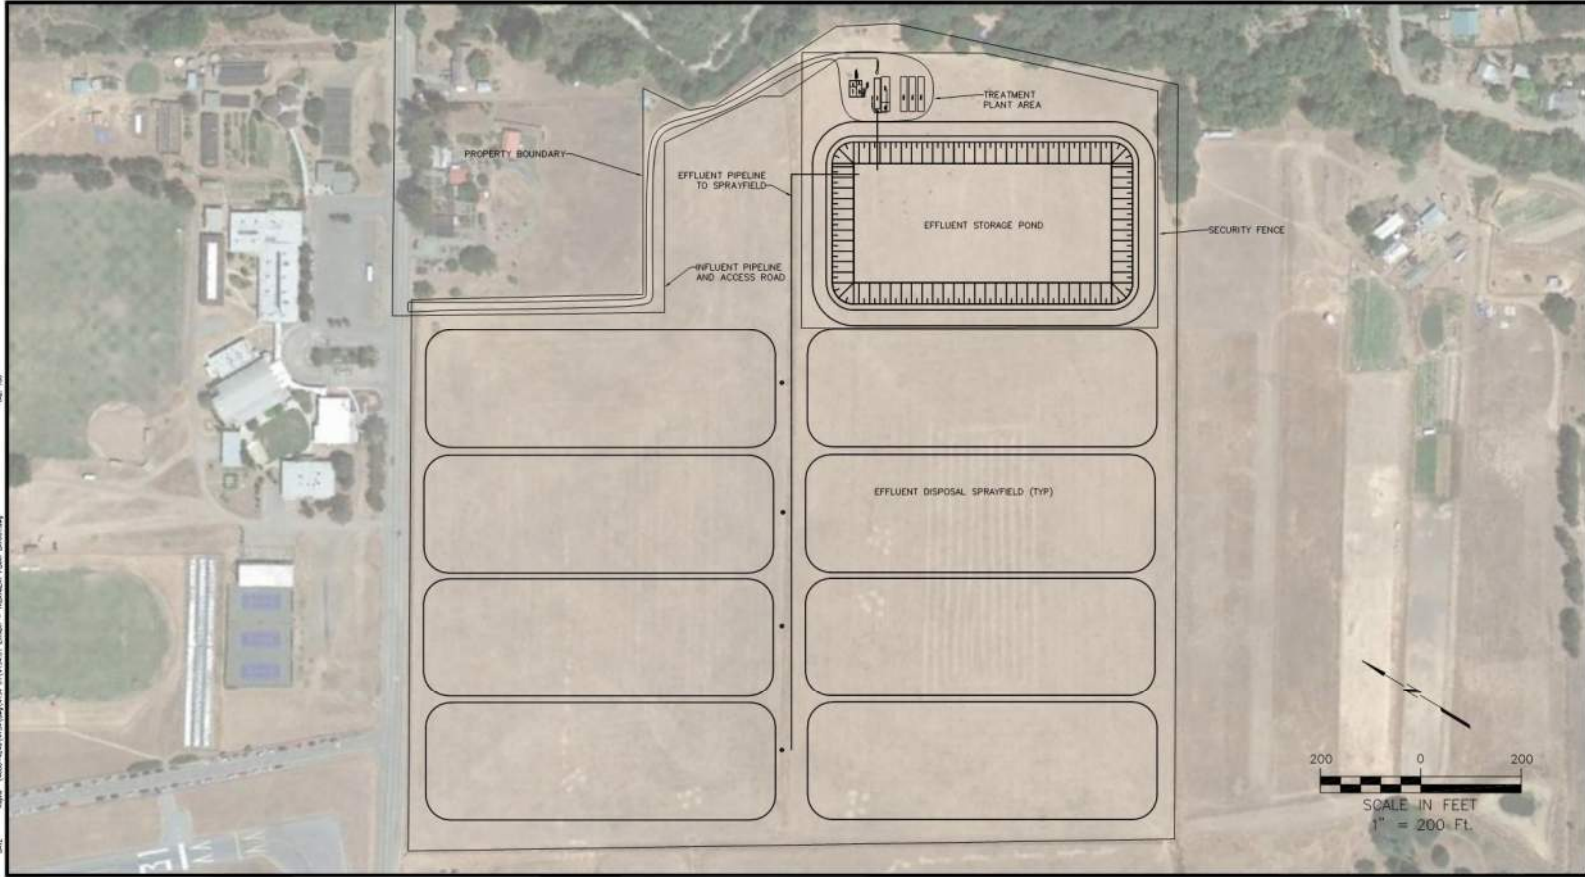 TREATMENT
PLANT AREA
PROPERTY BOUNDARY
EFFLUENT PIPELINE
TO SPRAYFIELD
EFFLUENT STORAGE POND
SECURITY FENCE
INFLUENT PIPELINE
AND ACCESS ROAD
EFFLUENT DISPOSAL SPRAYFIELD (TYP)
N
200 0 200
SCALE IN FEET
1" = 200 Ft.